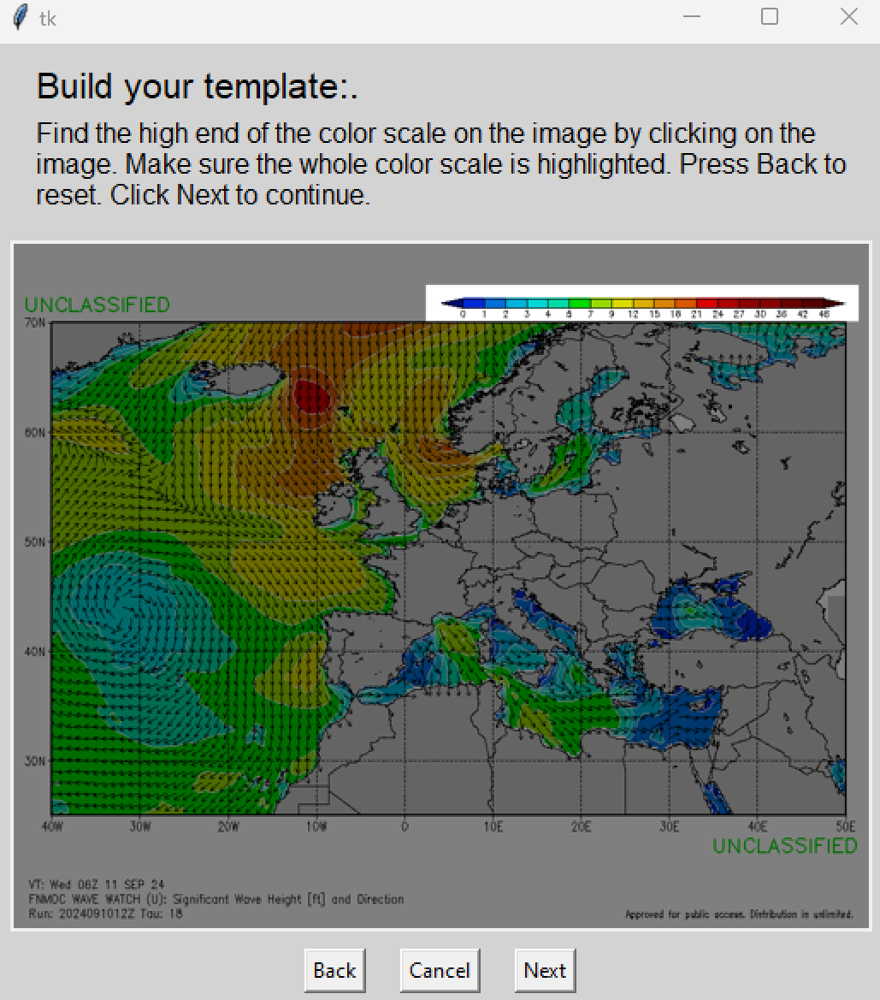 tk
Build your template:.
Find the high end of the color scale on the image by clicking on the
image. Make sure the whole color scale is highlighted. Press Back to
reset. Click Next to continue.
UNCLASSIFIED
0 1 2 3 4 5 7 9 12 15 18 21 24 27 30 36 42 48
70N
60N
50N
40N
30N
40W 30W 20W 10W 0 10E 20E 30E 40E 50E
UNCLASSIFIED
VT: Wed 06Z 11 SEP 24
FNMOC WAVE WATCH (U): Significant Wave Height [ft] and Direction
Run: 2024091012Z Tau: 18
Approved for public access. Distribution is unlimited.
Back Cancel Next